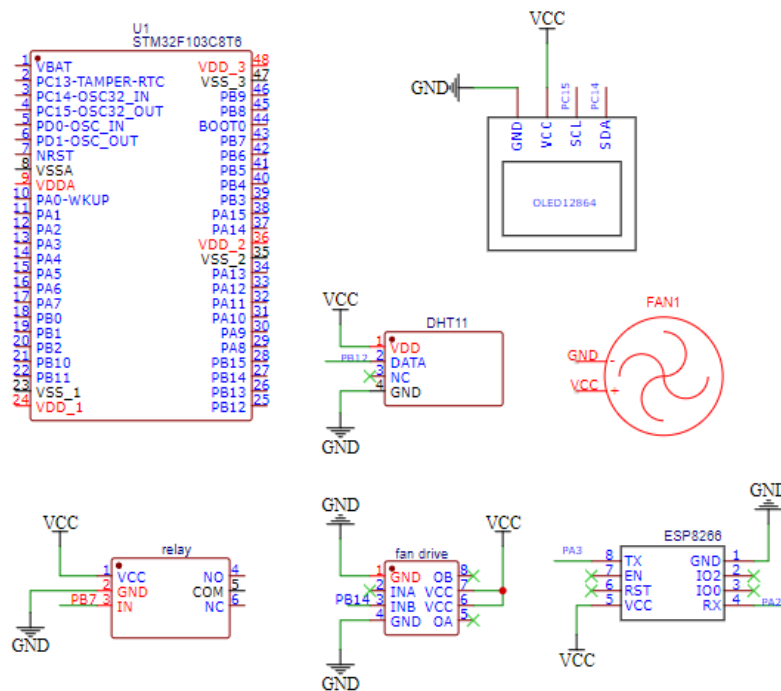 U1
STM32F103C8T6
1 VBAT VDD_3 48
2 PC13-TAMPER-RTC VSS_3 47
3 PC14-OSC32_IN PB9 46
4 PC15-OSC32_OUT PB8 45
5 PD0-OSC_IN BOOT0 44
6 PD1-OSC_OUT PB7 43
7 NRST PB6 42
8 VSSA PB5 41
9 VDDA PB4 40
10 PA0-WKUP PB3 39
11 PA1 PA15 38
12 PA2 PA14 37
13 PA3 VDD_2 36
14 PA4 VSS_2 35
15 PA5 PA13 34
16 PA6 PA12 33
17 PA7 PA11 32
18 PB0 PA10 31
19 PB1 PA9 30
20 PB2 PA8 29
21 PB10 PB15 28
22 PB11 PB14 27
23 VSS_1 PB13 26
24 VDD_1 PB12 25
VCC
GND
PC15
PC14
GND
VCC
SCL
SDA
OLED12864
VCC
DHT11
1 VDD
PB12 2 DATA
3 NC
4 GND
GND
FAN1
GND -
VCC +
VCC
relay
1 VCC NO 4
2 GND COM 5
PB7 3 IN NC 6
GND
GND
VCC
fan drive
1 GND OB 8
2 INA VCC 7
PB14 3 INB VCC 6
4 GND OA 5
GND
GND
ESP8266
PA3 8 TX GND 1
7 EN IO2 2
6 RST IO0 3
5 VCC RX 4 PA2
VCC